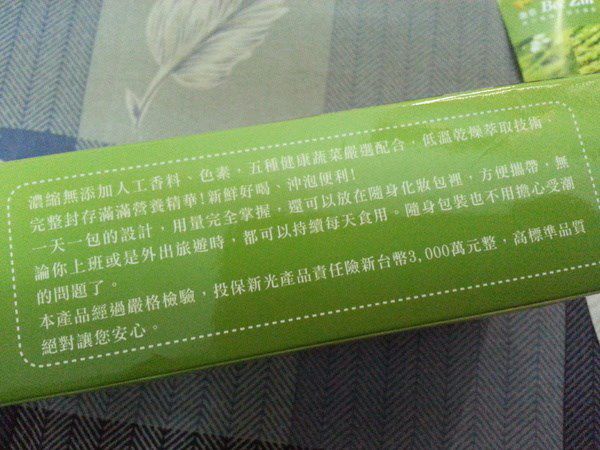 濃縮無添加人工香料、色素，五種健康蔬菜嚴選配合，低溫乾燥萃取技術
完整封存滿滿營養精華!新鮮好喝、沖泡便利!
一天一包的設計，用量完全掌握，還可以放在隨身化妝包裡，方便攜帶，無
論你上班或是外出旅遊時，都可以持續每天食用。隨身包裝也不用擔心受潮
的問題了。
本產品經過嚴格檢驗，投保新光產品責任險新台幣3,000萬元整，高標準品質
絕對讓您安心。